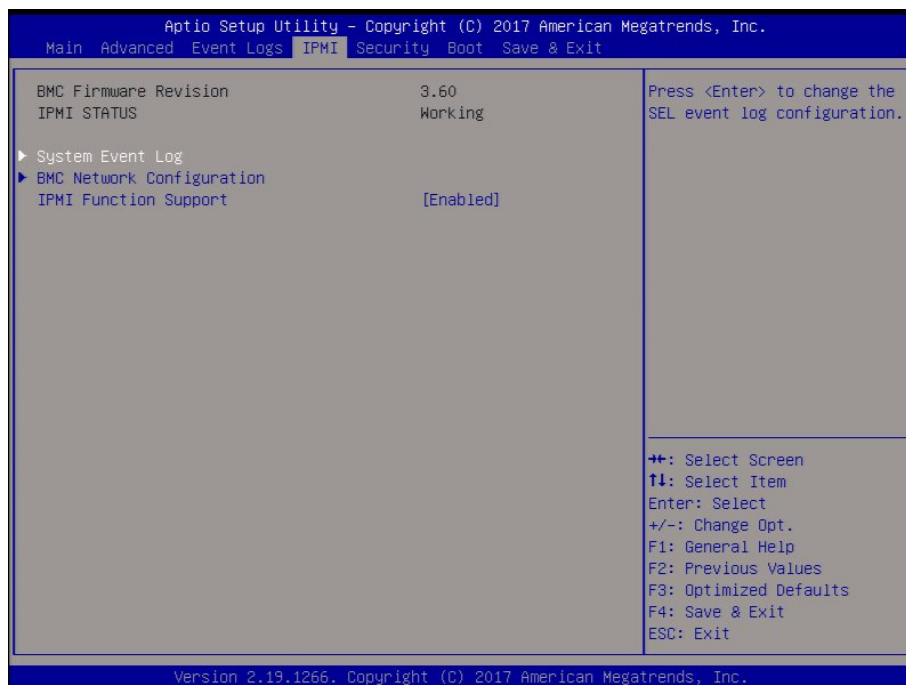 Aptio Setup Utility – Copyright (C) 2017 American Megatrends, Inc.
Main Advanced Event Logs IPMI Security Boot Save & Exit
BMC Firmware Revision 3.60
IPMI STATUS Working
System Event Log
BMC Network Configuration
IPMI Function Support [Enabled]
Press <Enter> to change the
SEL event log configuration.
→←: Select Screen
↑↓: Select Item
Enter: Select
+/-: Change Opt.
F1: General Help
F2: Previous Values
F3: Optimized Defaults
F4: Save & Exit
ESC: Exit
Version 2.19.1266. Copyright (C) 2017 American Megatrends, Inc.